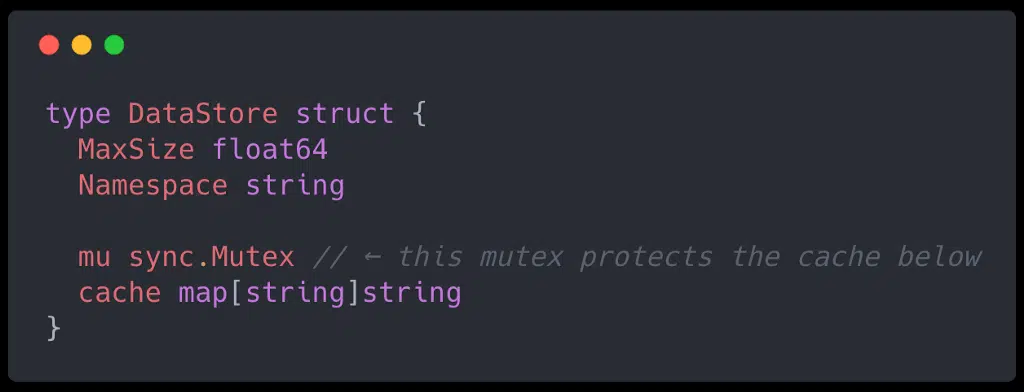 type DataStore struct {
  MaxSize float64
  Namespace string

  mu sync.Mutex // ← this mutex protects the cache below
  cache map[string]string
}